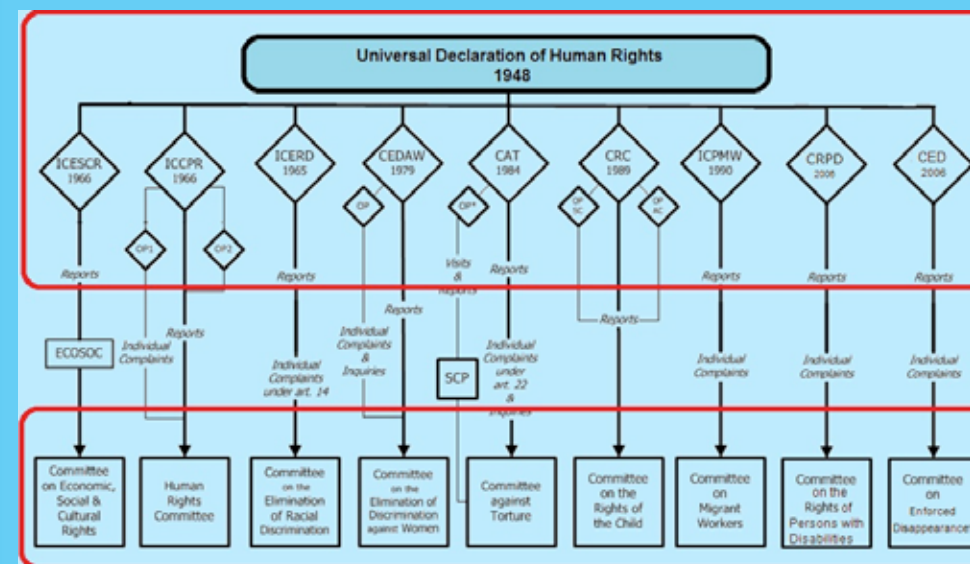 Universal Declaration of Human Rights
1948
ICESCR
1966
ICCPR
1966
ICERD
1965
CEDAW
1979
CAT
1984
CRC
1989
ICPMW
1990
CRPD
2006
CED
2006
OP1
OP2
OP
OP*
OP
SC
OP
AC
Reports
Reports
Visits
&
Reports
Reports
Reports
Reports
Reports
Reports
Reports
Reports
ECOSOC
Individual
Complaints
Individual
Complaints
under art. 14
Individual
Complaints
&
Inquiries
SCP
Individual
Complaints
under
art. 22
&
Inquiries
Individual
Complaints
Individual
Complaints
Individual
Complaints
Committee
on Economic,
Social &
Cultural
Rights
Human
Rights
Committee
Committee
on the
Elimination
of Racial
Discrimination
Committee
on the
Elimination of
Discrimination
against Women
Committee
against
Torture
Committee
on the
Rights of
the Child
Committee
on
Migrant
Workers
Committee
on the
Rights of
Persons with
Disabilities
Committee
on
Enforced
Disappearance